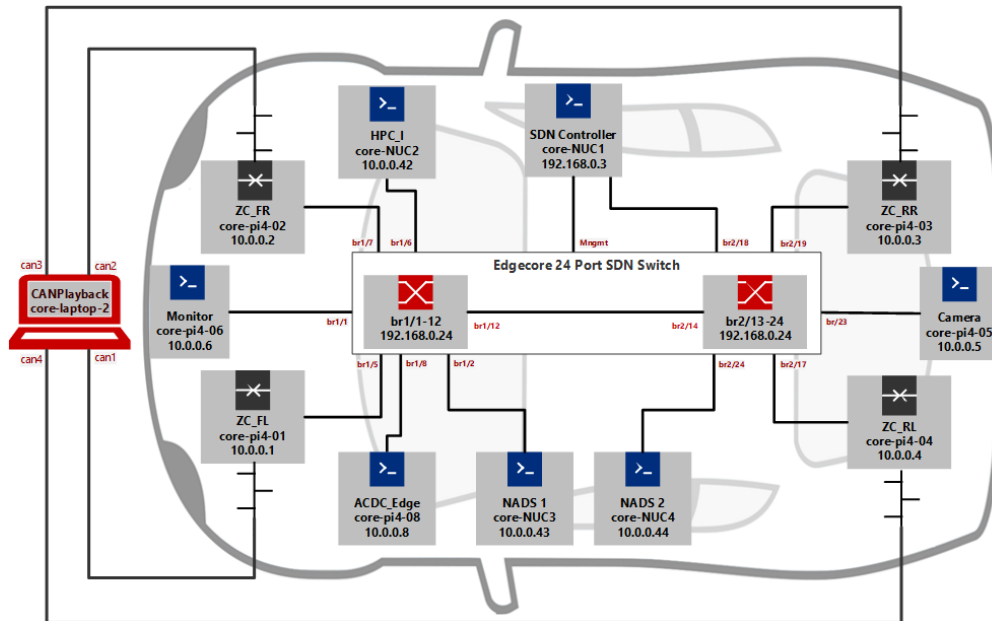 HPC_I
core-NUC2
10.0.0.42
SDN Controller
core-NUC1
192.168.0.3
ZC_FR
core-pi4-02
10.0.0.2
ZC_RR
core-pi4-03
10.0.0.3
br1/7
br1/6
Mngmt
br2/18
br2/19
can3
can2
CANPlayback
core-laptop-2
can4
can1
Monitor
core-pi4-06
10.0.0.6
br1/1
Edgecore 24 Port SDN Switch
br1/1-12
192.168.0.24
br1/12
br2/14
br2/13-24
192.168.0.24
br/23
Camera
core-pi4-05
10.0.0.5
br1/5
br1/8
br1/2
br2/24
br2/17
ZC_FL
core-pi4-01
10.0.0.1
ZC_RL
core-pi4-04
10.0.0.4
ACDC_Edge
core-pi4-08
10.0.0.8
NADS 1
core-NUC3
10.0.0.43
NADS 2
core-NUC4
10.0.0.44